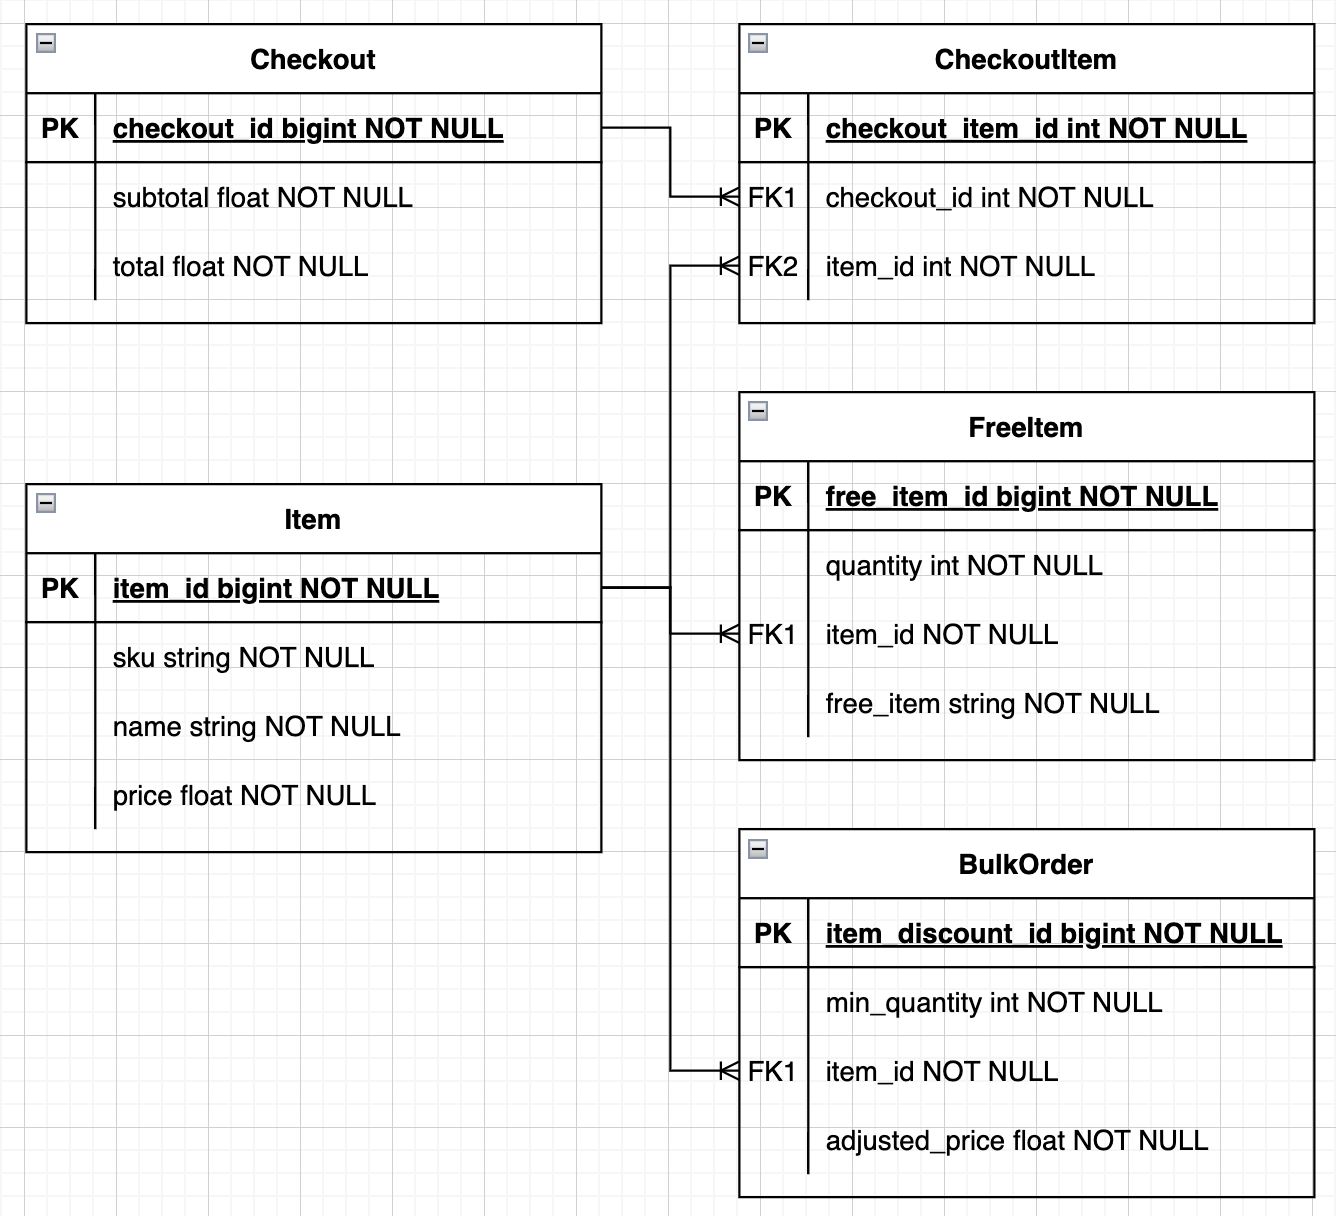 Checkout
PK checkout_id bigint NOT NULL
subtotal float NOT NULL
total float NOT NULL
CheckoutItem
PK checkout_item_id int NOT NULL
FK1 checkout_id int NOT NULL
FK2 item_id int NOT NULL
FreeItem
PK free_item_id bigint NOT NULL
quantity int NOT NULL
FK1 item_id NOT NULL
free_item string NOT NULL
Item
PK item_id bigint NOT NULL
sku string NOT NULL
name string NOT NULL
price float NOT NULL
BulkOrder
PK item_discount_id bigint NOT NULL
min_quantity int NOT NULL
FK1 item_id NOT NULL
adjusted_price float NOT NULL